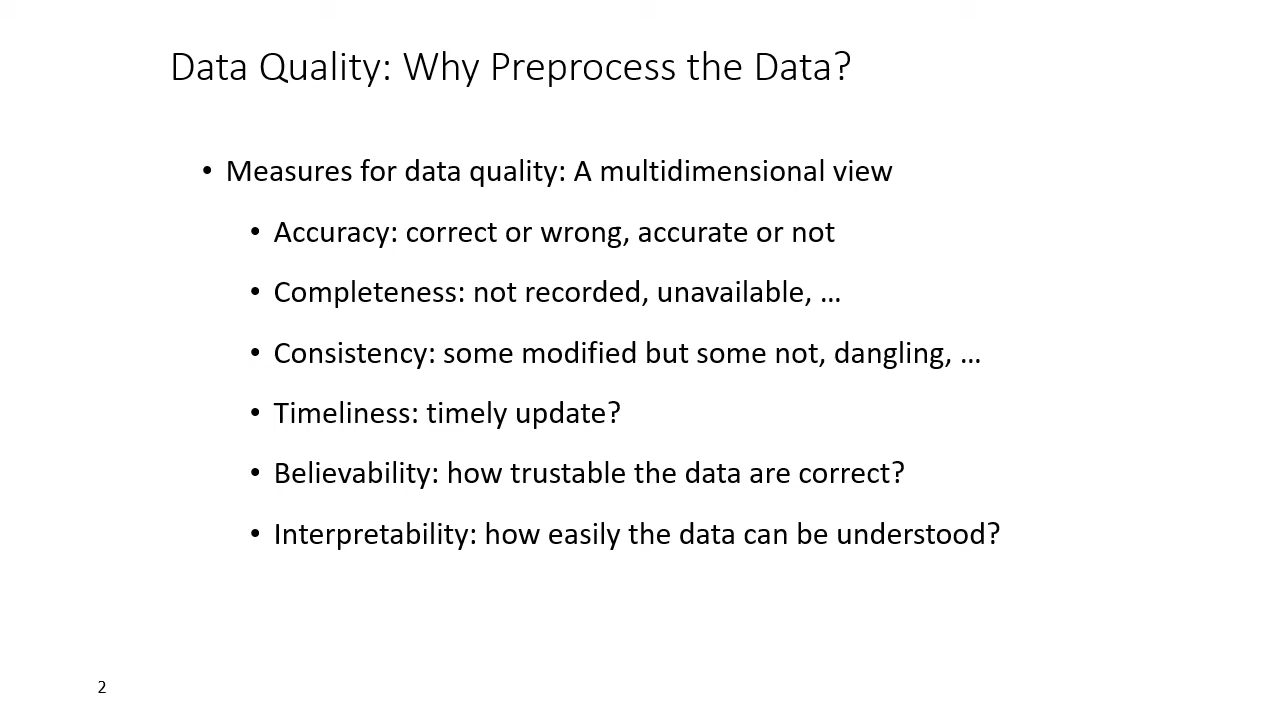 Data Quality: Why Preprocess the Data?
• Measures for data quality: A multidimensional view
• Accuracy: correct or wrong, accurate or not
• Completeness: not recorded, unavailable, …
• Consistency: some modified but some not, dangling, …
• Timeliness: timely update?
• Believability: how trustable the data are correct?
• Interpretability: how easily the data can be understood?
2